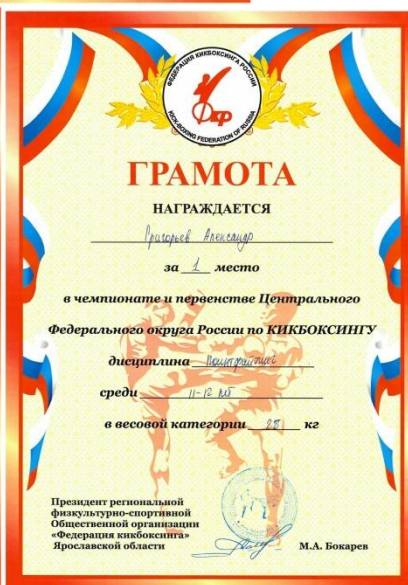 ФЕДЕРАЦИЯ КИКБОКСИНГА РОССИИ
ФКР
KICK-BOXING FEDERATION OF RUSSIA
ГРАМОТА
НАГРАЖДАЕТСЯ
Григорьев Александр
за 1 место
в чемпионате и первенстве Центрального
Федерального округа России по КИКБОКСИНГУ
дисциплина Поинтфайтинг
среди 11-12 лет
в весовой категории 28 кг
Президент региональной
физкультурно-спортивной
Общественной организации
«Федерация кикбоксинга»
Ярославской области
М.А. Бокарев